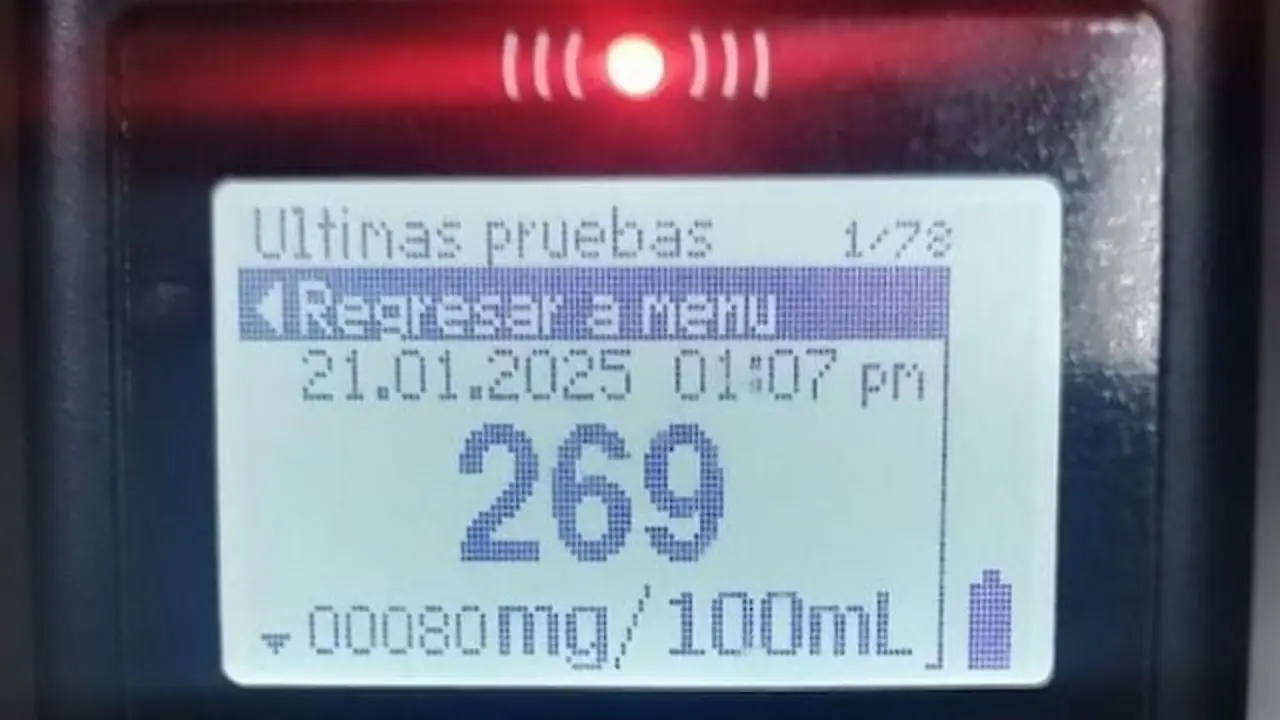 Ultimas pruebas 1/78
Regresar a menu
21.01.2025 01:07 pm
269
00080 mg/100mL